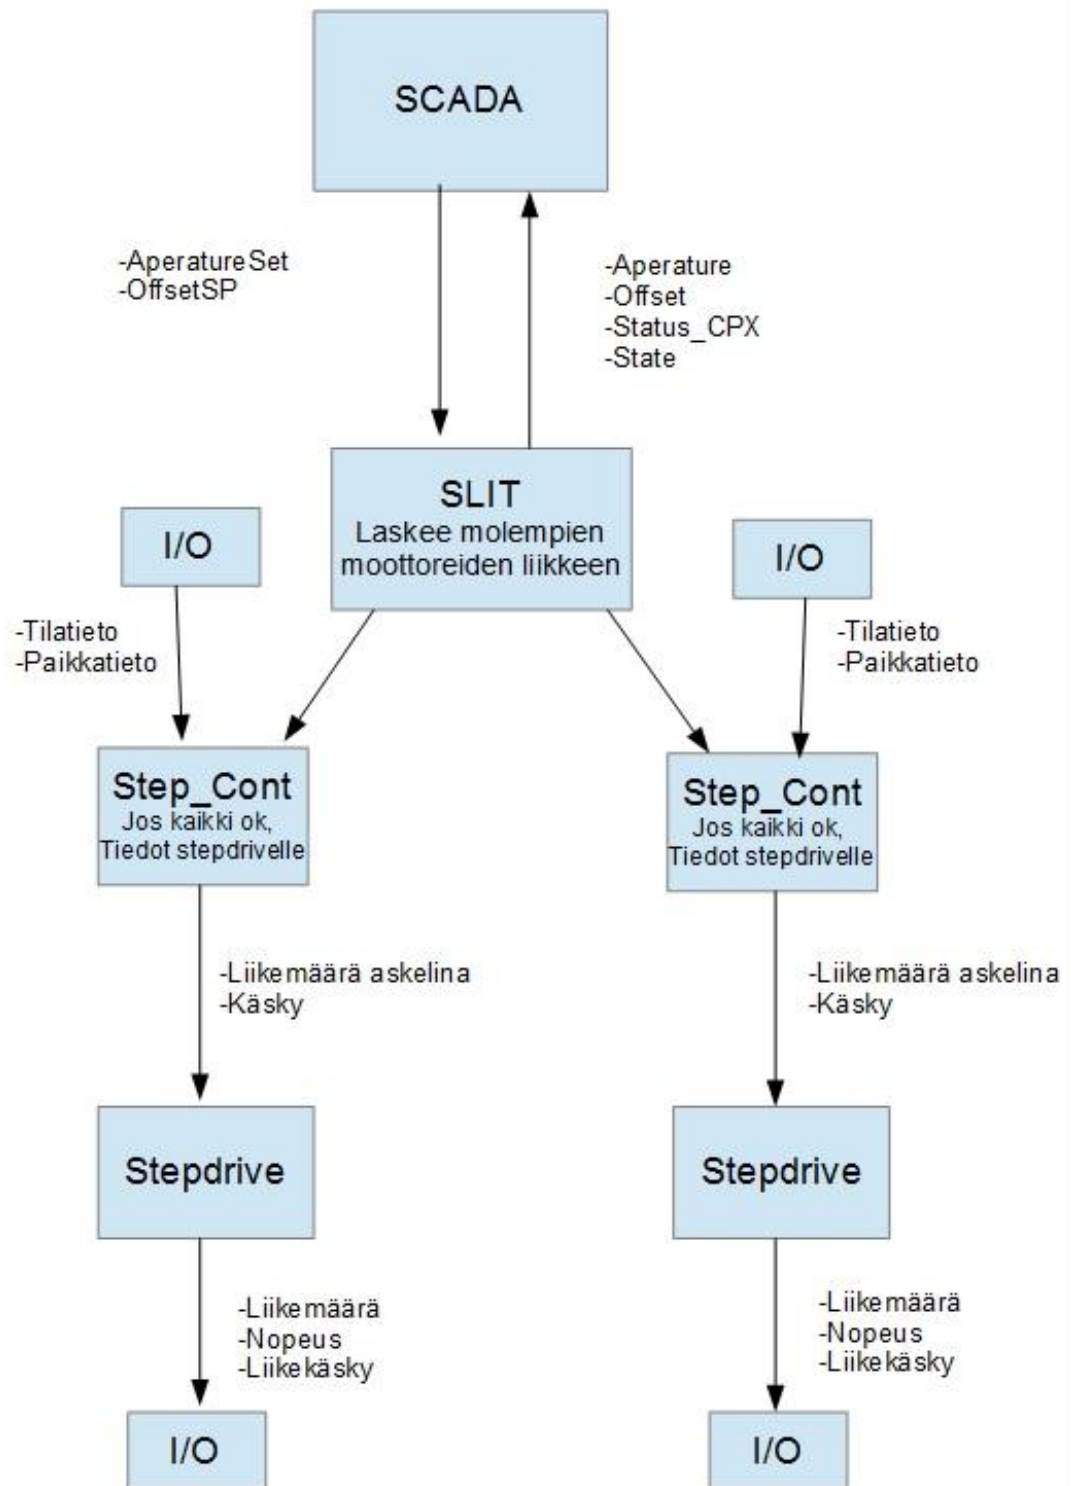 SCADA
-AperatureSet
-OffsetSP
-Aperature
-Offset
-Status_CPX
-State
SLIT
Laskee molempien
moottoreiden liikkeen
I/O
I/O
-Tilatieto
-Paikkatieto
-Tilatieto
-Paikkatieto
Step_Cont
Jos kaikki ok,
Tiedot stepdrivelle
Step_Cont
Jos kaikki ok,
Tiedot stepdrivelle
-Liikemäärä askelina
-Käsky
-Liikemäärä askelina
-Käsky
Stepdrive
Stepdrive
-Liikemäärä
-Nopeus
-Liikekäsky
-Liikemäärä
-Nopeus
-Liikekäsky
I/O
I/O